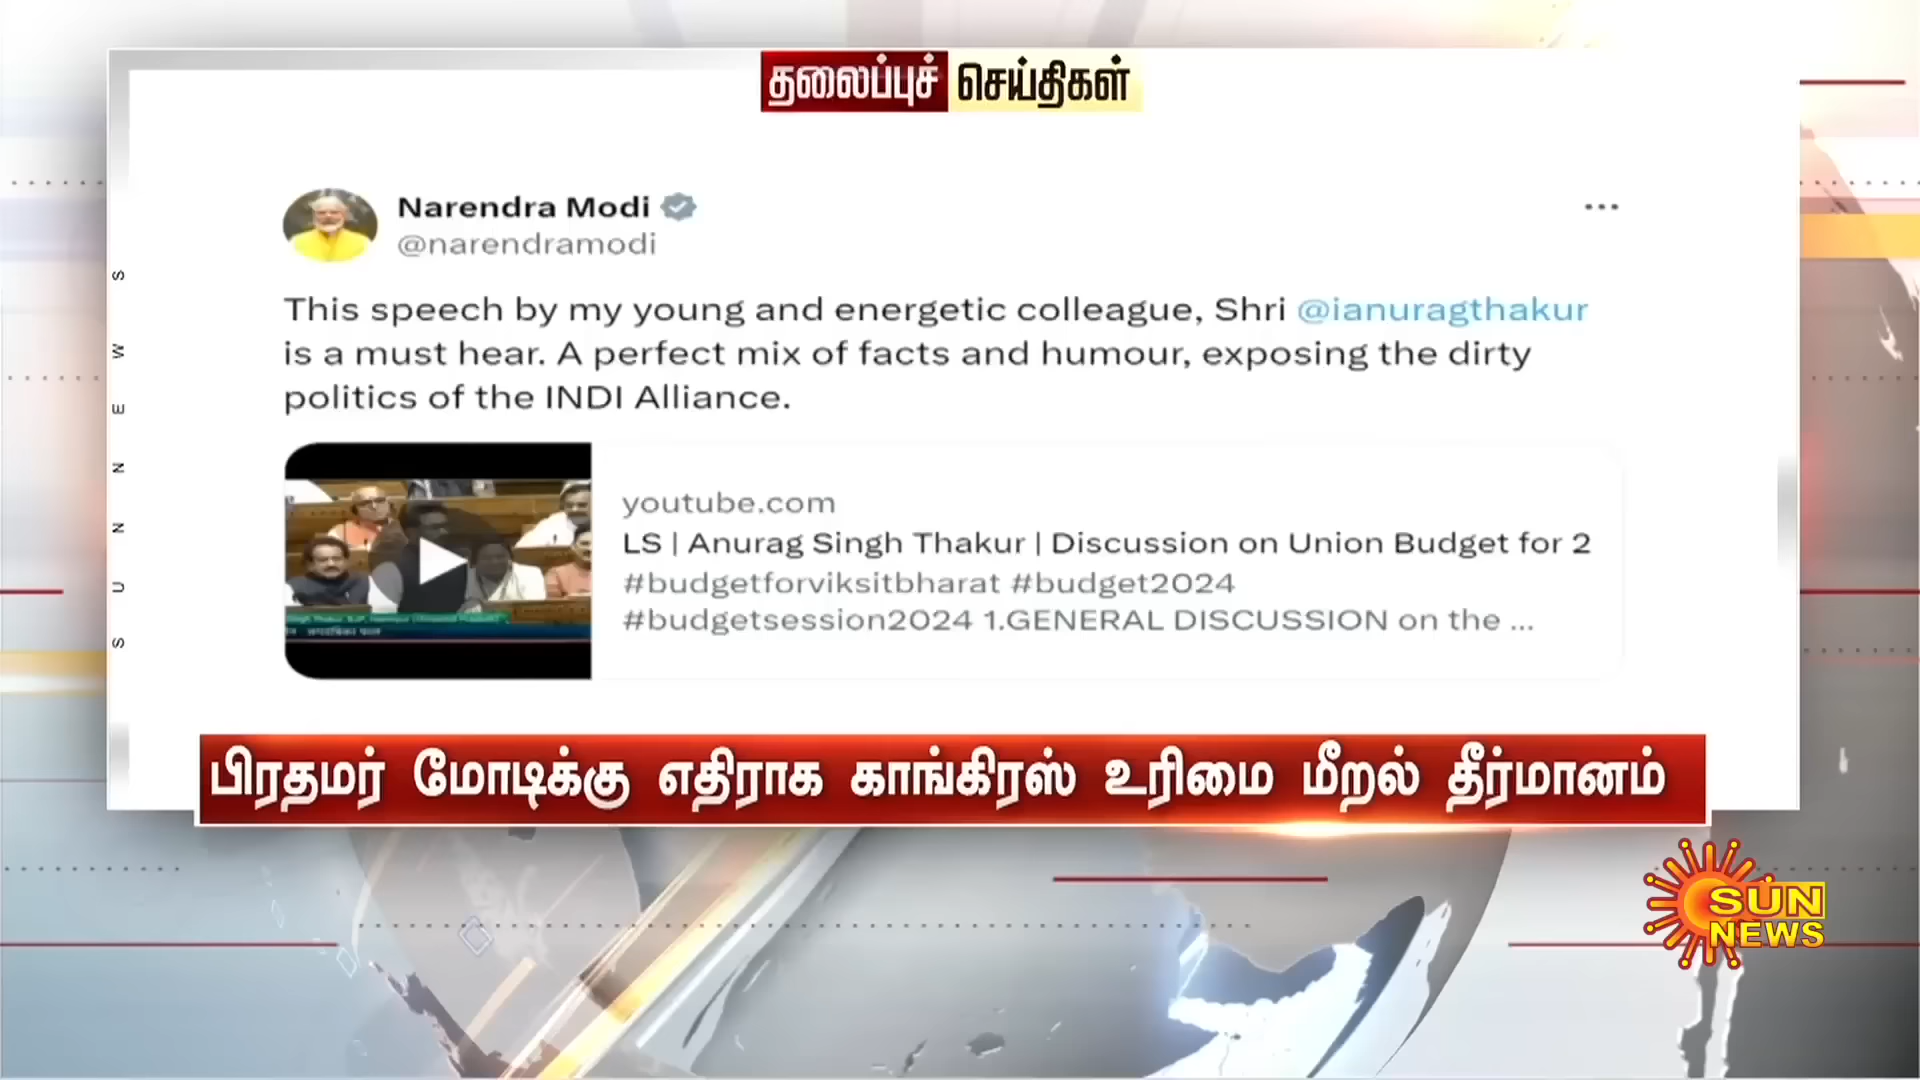 தலைப்புச் செய்திகள்
Narendra Modi
@narendramodi
This speech by my young and energetic colleague, Shri @ianuragthakur
is a must hear. A perfect mix of facts and humour, exposing the dirty
politics of the INDI Alliance.
youtube.com
LS | Anurag Singh Thakur | Discussion on Union Budget for 2
#budgetforviksitbharat #budget2024
#budgetsession2024 1.GENERAL DISCUSSION on the ...
பிரதமர் மோடிக்கு எதிராக காங்கிரஸ் உரிமை மீறல் தீர்மானம்
SUN
NEWS
SUN NEWS